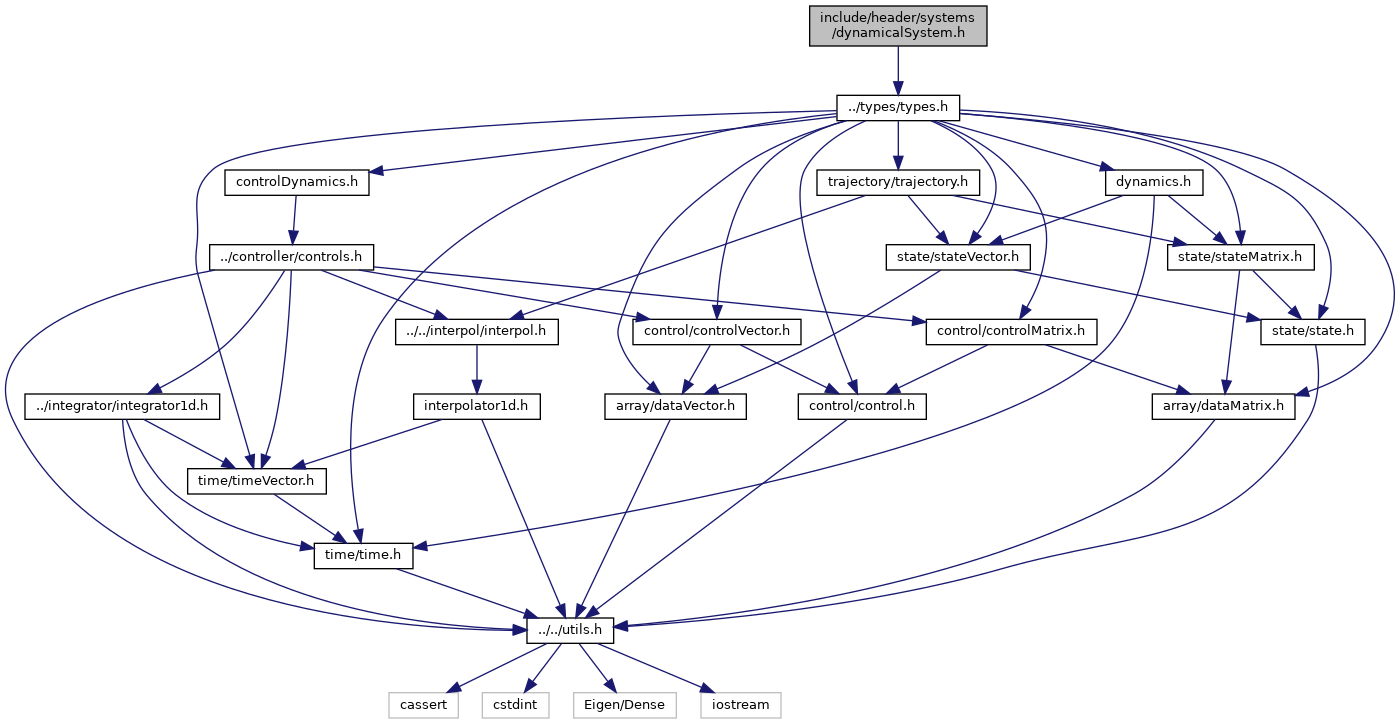 include/header/systems
/dynamicalSystem.h
../types/types.h
controlDynamics.h
trajectory/trajectory.h
dynamics.h
../controller/controls.h
state/stateVector.h
state/stateMatrix.h
../../interpol/interpol.h
control/controlVector.h
control/controlMatrix.h
state/state.h
../integrator/integrator1d.h
interpolator1d.h
array/dataVector.h
control/control.h
array/dataMatrix.h
time/timeVector.h
time/time.h
../../utils.h
cassert
cstdint
Eigen/Dense
iostream